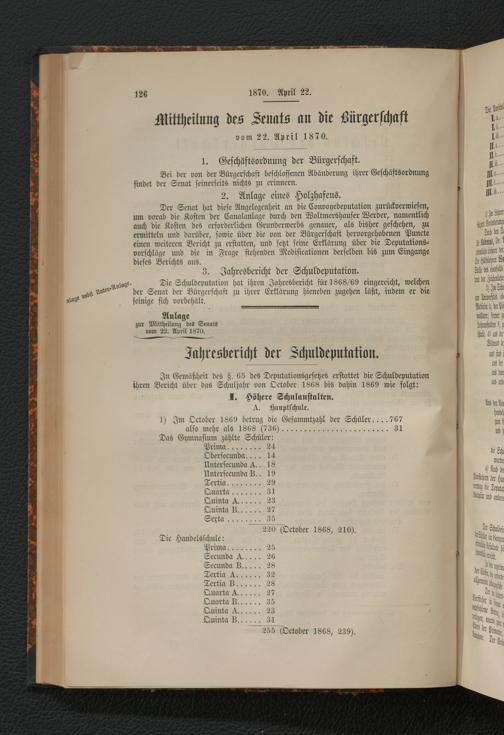 126
1870. April 22.
Mittheilung des Senats an die Bürgerschaft
vom 22. April 1870.
1. Geschäftsordnung der Bürgerschaft.
Bei der von der Bürgerschaft beschlossenen Abänderung ihrer Geschäftsordnung
findet der Senat seinerseits nichts zu erinnern.
2. Anlage eines Holzhafens.
Der Senat hat diese Angelegenheit an die Convoyedeputation zurückverwiesen,
um vorab die Kosten der Canalanlage durch den Woltmershauser Werder, namentlich
auch die Kosten des erforderlichen Grunderwerbs genauer, als bisher geschehen, zu
ermitteln und darüber, sowie über die von der Bürgerschaft hervorgehobenen Puncte
einen weiteren Bericht zu erstatten, und setzt seine Erklärung über die Deputations-
vorschläge und die in Frage stehenden Modificationen derselben bis zum Eingange
dieses Berichts aus.
3. Jahresbericht der Schuldeputation.
Die Schuldeputation hat ihren Jahresbericht für 1868/69 eingereicht, welchen
der Senat der Bürgerschaft zu ihrer Erklärung hieneben zugehen läßt, indem er die
seinige sich vorbehält.
nebst Unter-Anlage.
Anlage
zur Mittheilung des Senats
vom 22. April 1870.
Jahresbericht der Schuldeputation.
In Gemäßheit des §. 65 des Deputationsgesetzes erstattet die Schuldeputation
ihren Bericht über das Schuljahr von October 1868 bis dahin 1869 wie folgt:
I. Höhere Schulanstalten.
A. Hauptschule.
1) Im October 1869 betrug die Gesammtzahl der Schüler....767
also mehr als 1868 (736)........................... 31
Das Gymnasium zählte Schüler:
Prima........ 24
Obersecunda.... 14
Untersecunda A.. 18
Untersecunda B.. 19
Tertia........ 29
Quarta....... 31
Quinta A..... 23
Quinta B..... 27
Sexta ....... 35
220 (October 1868, 210).
Die Handelsschule:
Prima........ 25
Secunda A.... 26
Secunda B.... 28
Tertia A..... 32
Tertia B..... 28
Quarta A..... 27
Quarta B..... 35
Quinta A..... 23
Quinta B..... 31
255 (October 1868, 239).